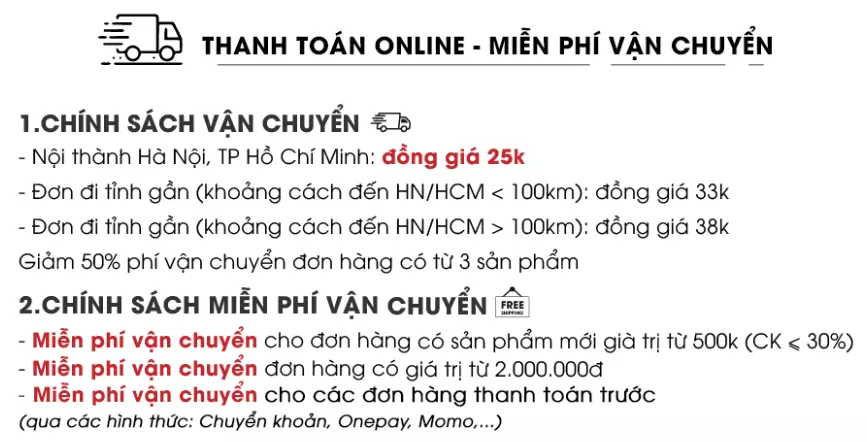 THANH TOÁN ONLINE - MIỄN PHÍ VẬN CHUYỂN
1.CHÍNH SÁCH VẬN CHUYỂN
- Nội thành Hà Nội, TP Hồ Chí Minh: đồng giá 25k
- Đơn đi tỉnh gần (khoảng cách đến HN/HCM < 100km): đồng giá 33k
- Đơn đi tỉnh gần (khoảng cách đến HN/HCM > 100km): đồng giá 38k
Giảm 50% phí vận chuyển đơn hàng có từ 3 sản phẩm
2.CHÍNH SÁCH MIỄN PHÍ VẬN CHUYỂN FREE SHIPPING
- Miễn phí vận chuyển cho đơn hàng có sản phẩm mới già trị từ 500k (CK ⩽ 30%)
- Miễn phí vận chuyển đơn hàng có giá trị từ 2.000.000đ
- Miễn phí vận chuyển cho các đơn hàng thanh toán trước
(qua các hình thức: Chuyển khoản, Onepay, Momo,...)